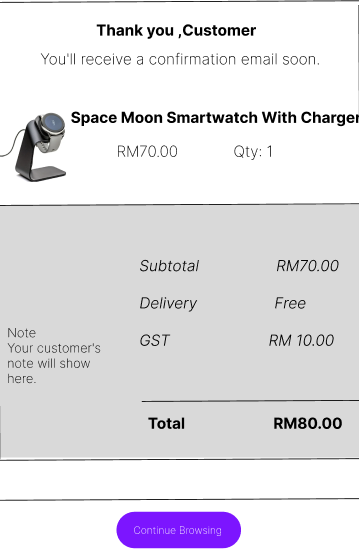 Thank you ,Customer
You'll receive a confirmation email soon.
Space Moon Smartwatch With Charger
RM70.00 Qty: 1
Subtotal RM70.00
Delivery Free
GST RM 10.00
Note
Your customer's
note will show
here.
Total RM80.00
Continue Browsing